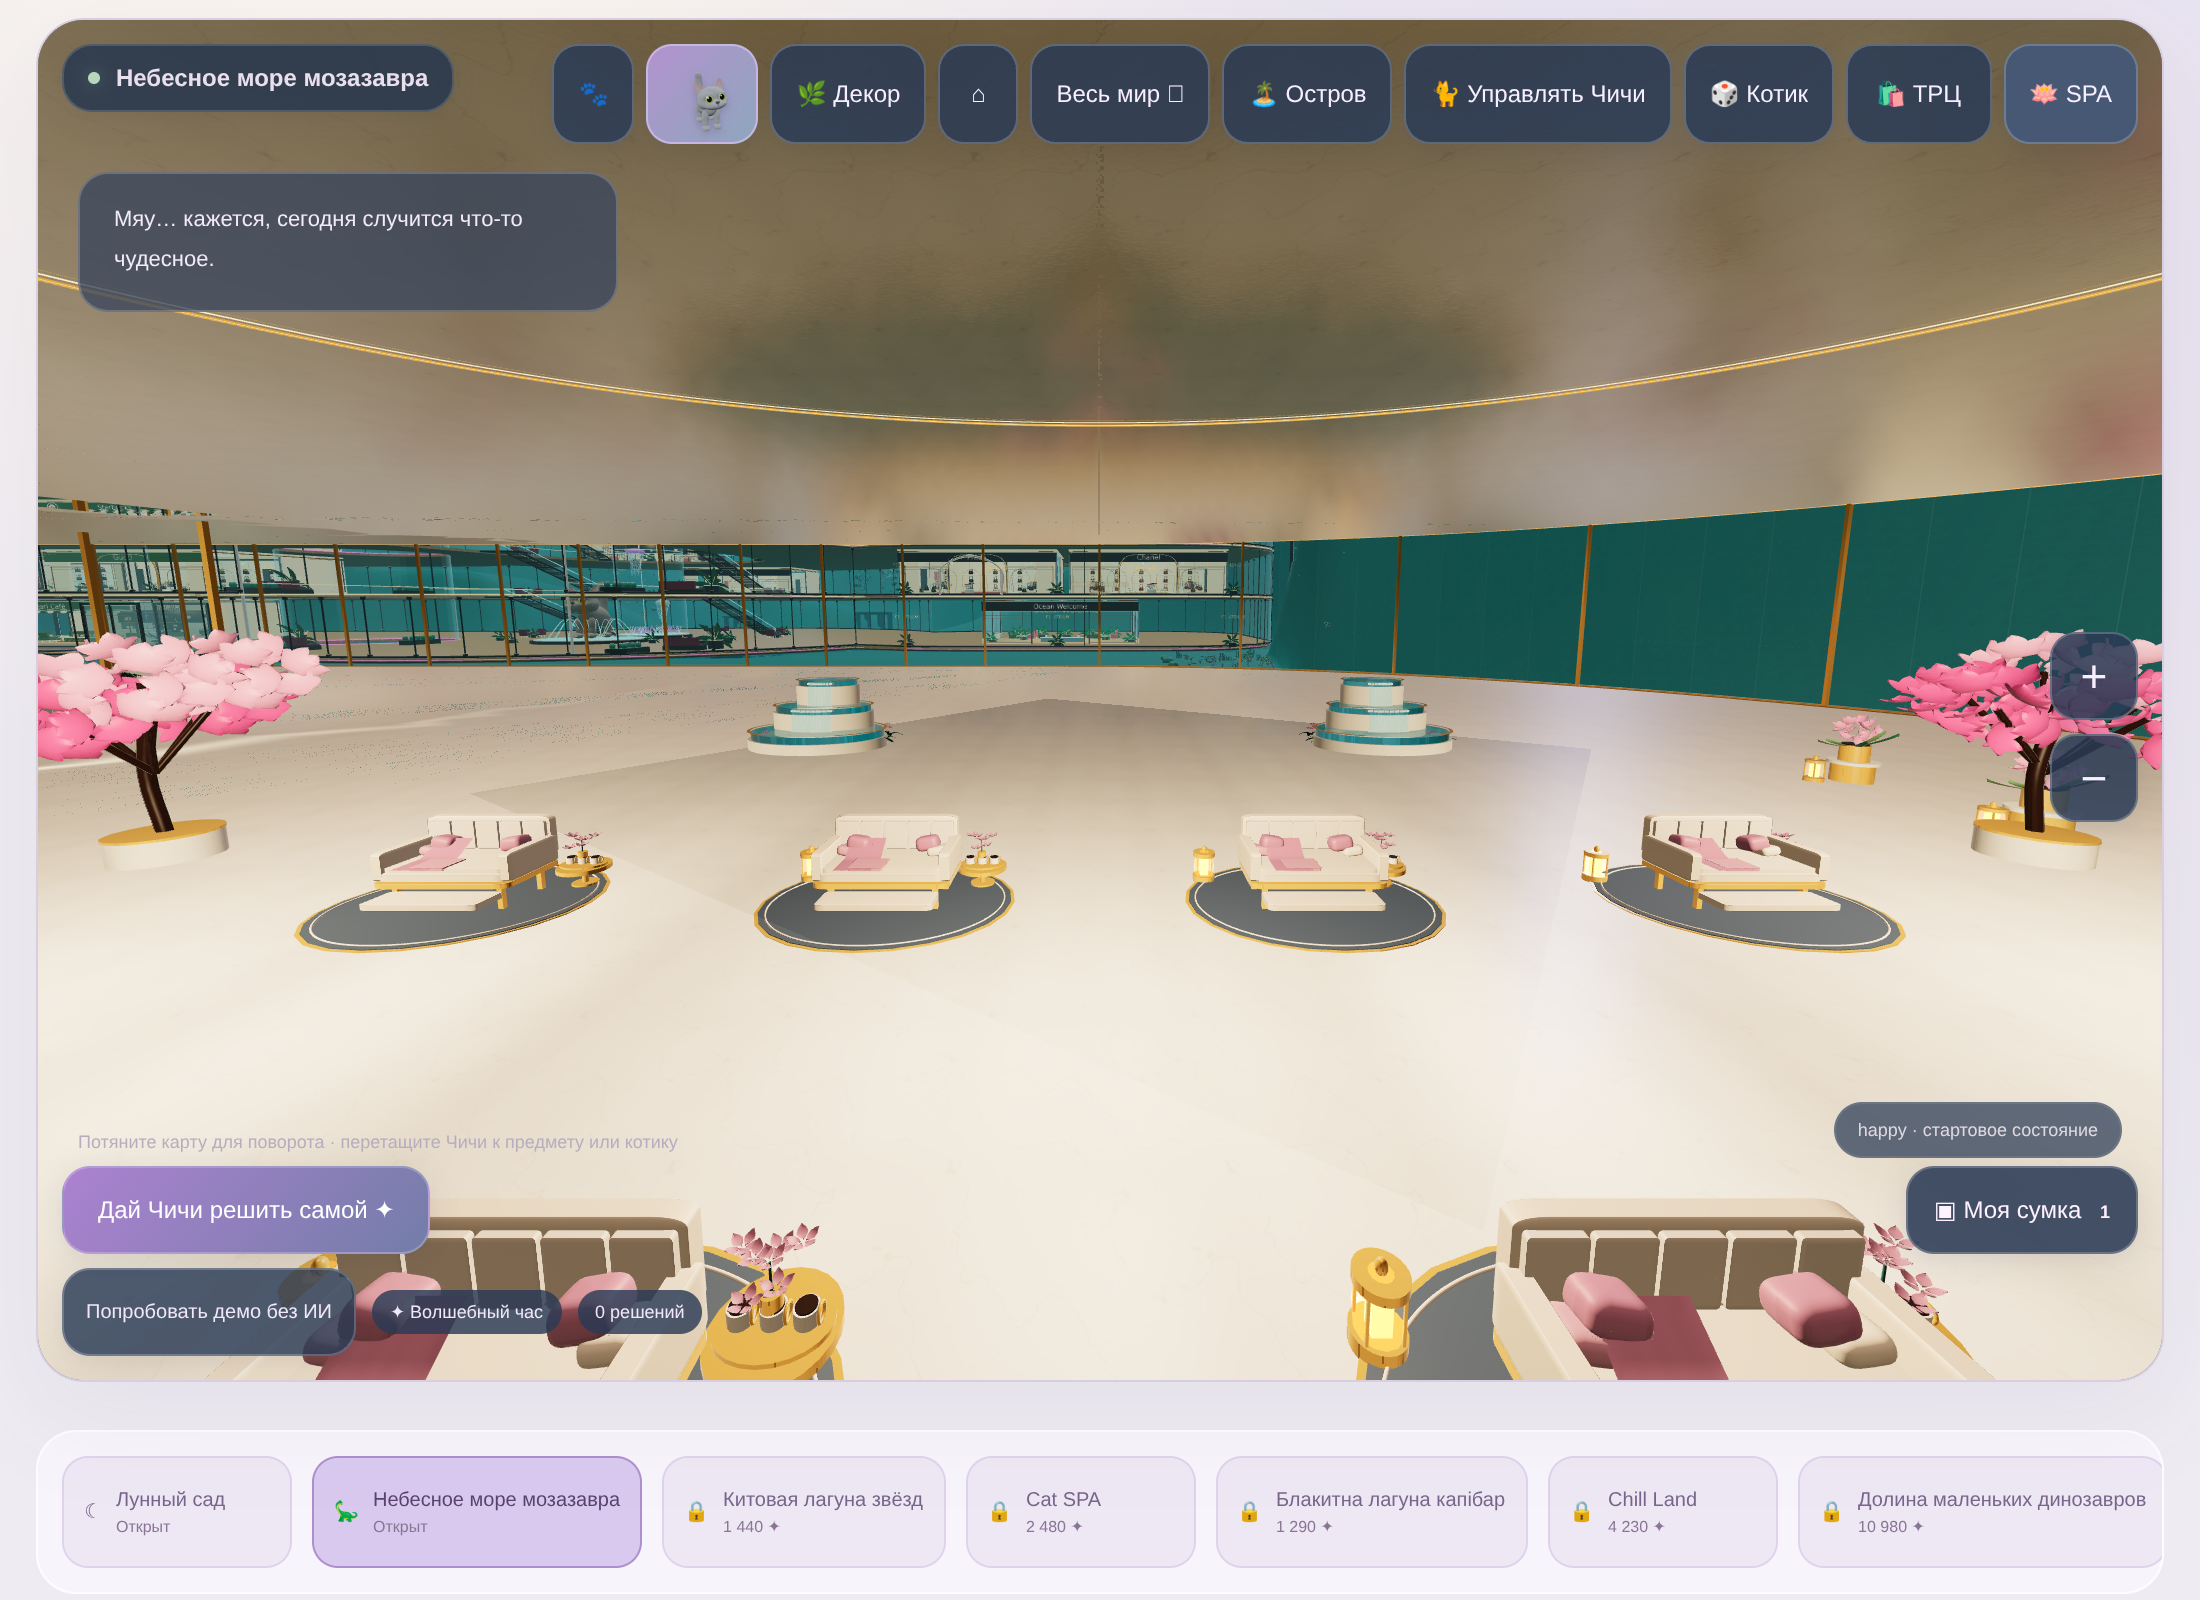 Небесное море мозазавра
Декор
Весь мир
Остров
Управлять Чичи
Котик
ТРЦ
SPA
Мяу… кажется, сегодня случится что-то
чудесное.
Chanel
Ocean Welcome
+
−
Потяните карту для поворота · перетащите Чичи к предмету или котику
happy · стартовое состояние
Дай Чичи решить самой ✦
Моя сумка 1
Попробовать демо без ИИ
✦ Волшебный час
0 решений
Лунный сад
Открыт
Небесное море мозазавра
Открыт
Китовая лагуна звёзд
1 440 ✦
Cat SPA
2 480 ✦
Блакитна лагуна капібар
1 290 ✦
Chill Land
4 230 ✦
Долина маленьких динозавров
10 980 ✦